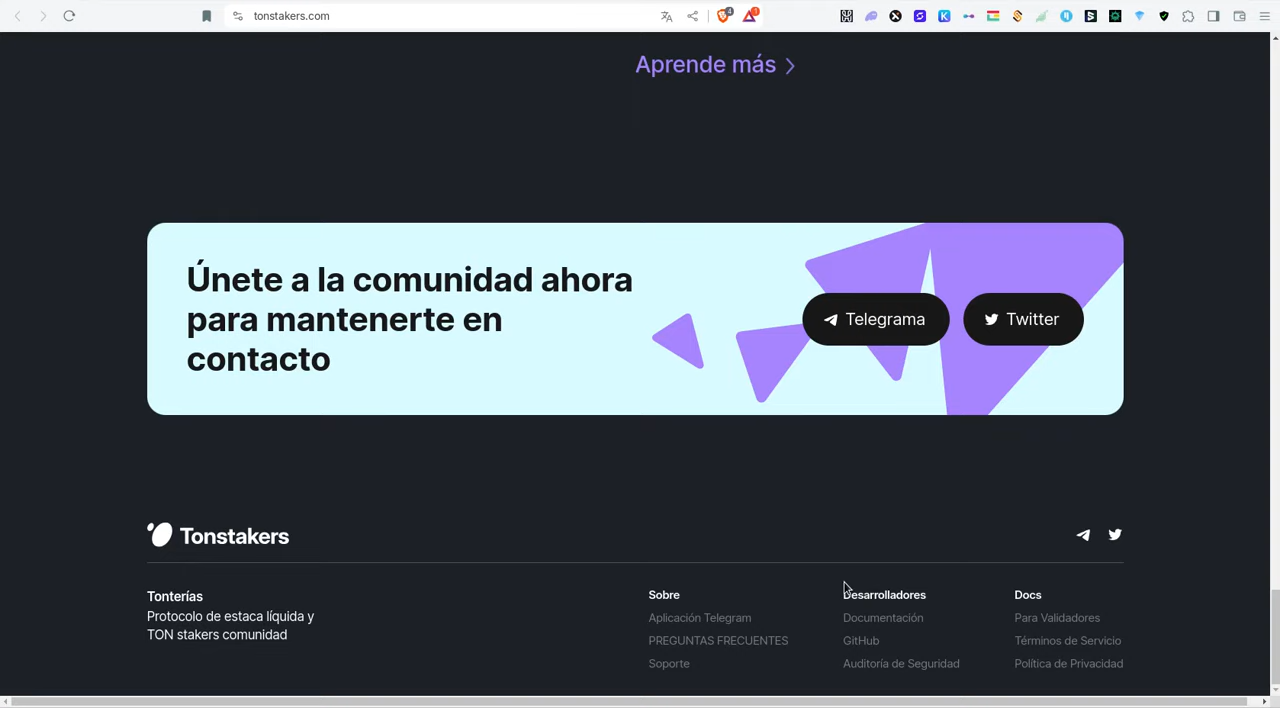 tonstakers.com
Aprende más
Únete a la comunidad ahora
para mantenerte en
contacto
Telegrama
Twitter
Tonstakers
Tonterías
Protocolo de estaca líquida y
TON stakers comunidad
Sobre
Aplicación Telegram
PREGUNTAS FRECUENTES
Soporte
Desarrolladores
Documentación
GitHub
Auditoría de Seguridad
Docs
Para Validadores
Términos de Servicio
Política de Privacidad